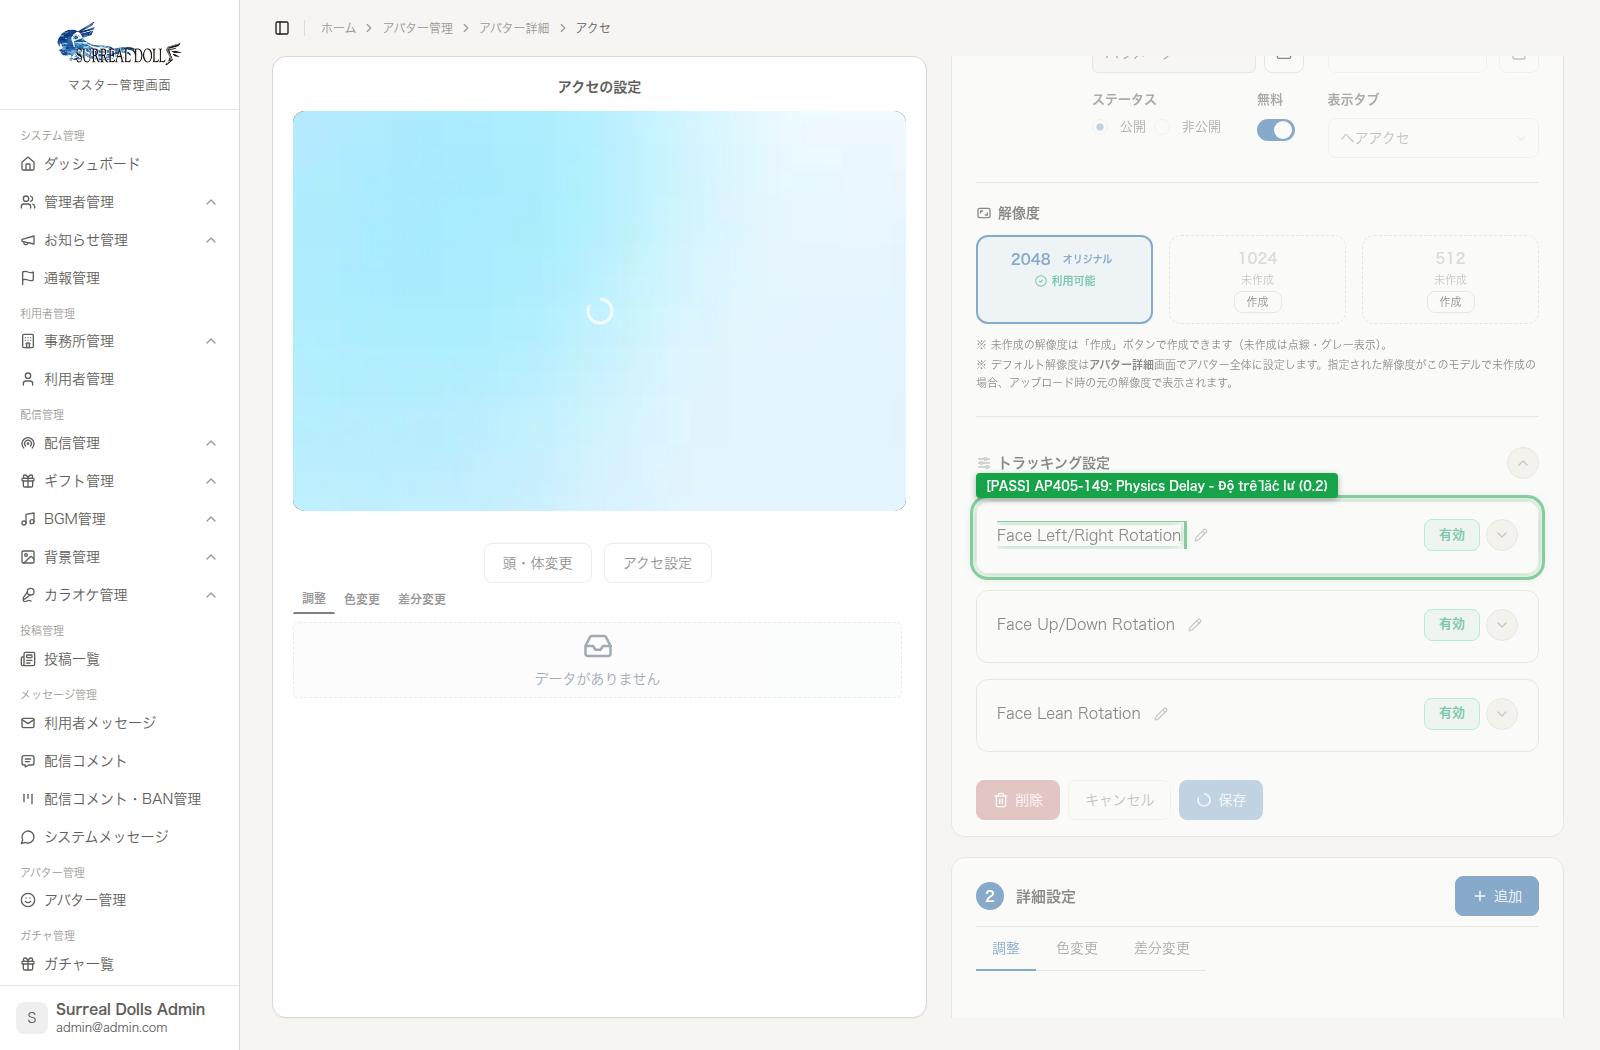 SURREAL DOLL
マスター管理画面
システム管理
ダッシュボード
管理者管理
お知らせ管理
通報管理
利用者管理
事務所管理
利用者管理
配信管理
配信管理
ギフト管理
BGM管理
背景管理
カラオケ管理
投稿管理
投稿一覧
メッセージ管理
利用者メッセージ
配信コメント
配信コメント・BAN管理
システムメッセージ
アバター管理
アバター管理
ガチャ管理
ガチャ一覧
S
Surreal Dolls Admin
admin@admin.com
ホーム
アバター管理
アバター詳細
アクセ
アクセの設定
頭・体変更
アクセ設定
調整
色変更
差分変更
データがありません
ステータス
無料
表示タブ
公開
非公開
ヘアアクセ
解像度
2048 オリジナル
利用可能
1024
未作成
作成
512
未作成
作成
※ 未作成の解像度は「作成」ボタンで作成できます（未作成は点線・グレー表示）。
※ デフォルト解像度はアバター詳細画面でアバター全体に設定します。指定された解像度がこのモデルで未作成の
場合、アップロード時の元の解像度で表示されます。
トラッキング設定
[PASS] AP405-149: Physics Delay - Độ trễ lắc lư (0.2)
Face Left/Right Rotation
有効
Face Up/Down Rotation
有効
Face Lean Rotation
有効
削除
キャンセル
保存
2
詳細設定
追加
調整
色変更
差分変更